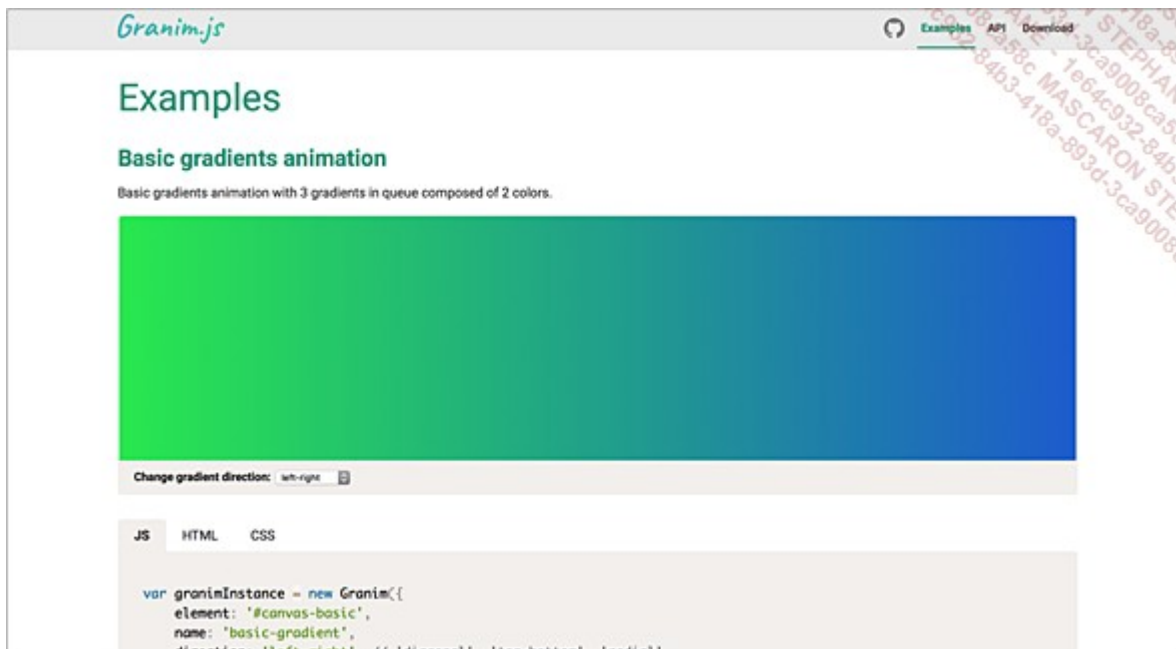 Granim.js
Examples API Download
Examples
Basic gradients animation
Basic gradients animation with 3 gradients in queue composed of 2 colors.
Change gradient direction: left-right
JS HTML CSS
var granimInstance = new Granim({
element: '#canvas-basic',
name: 'basic-gradient',